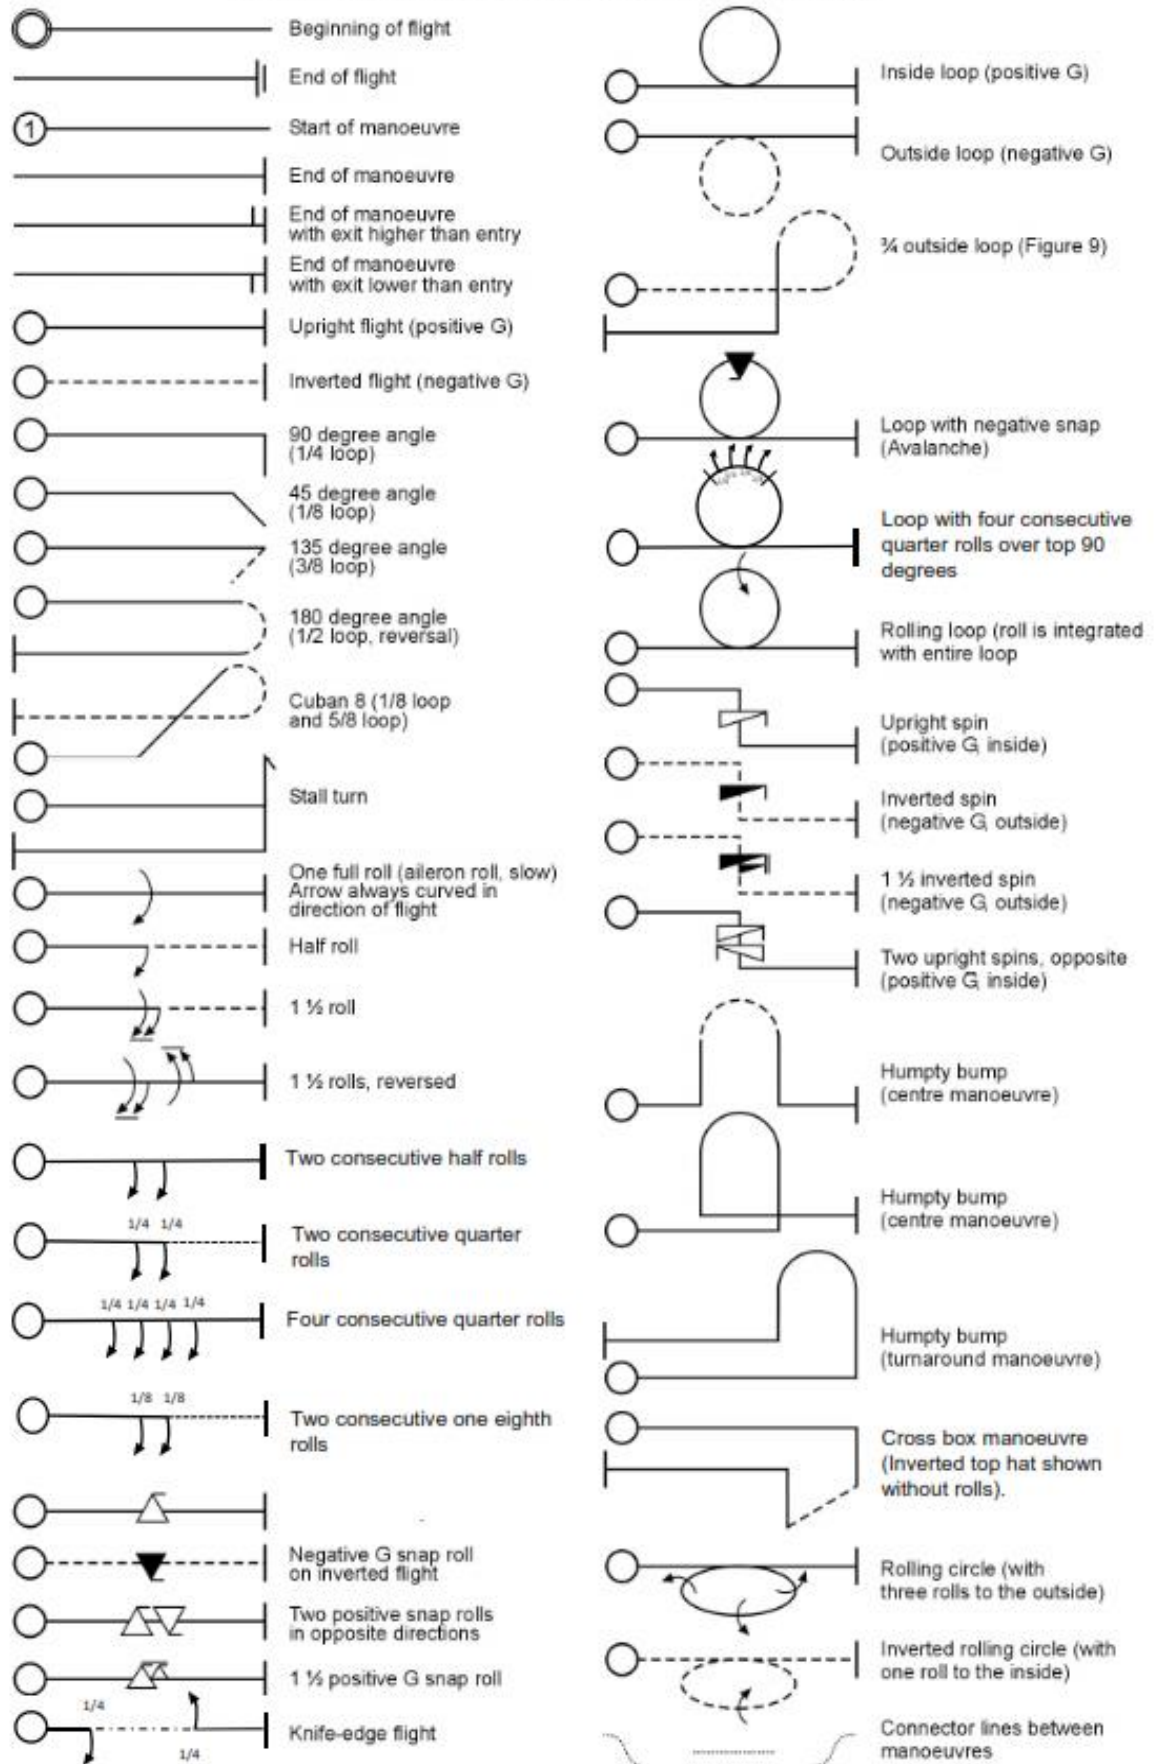 Beginning of flight
End of flight
1
Start of manoeuvre
End of manoeuvre
End of manoeuvre
with exit higher than entry
End of manoeuvre
with exit lower than entry
Upright flight (positive G)
Inverted flight (negative G)
90 degree angle
(1/4 loop)
45 degree angle
(1/8 loop)
135 degree angle
(3/8 loop)
180 degree angle
(1/2 loop, reversal)
Cuban 8 (1/8 loop
and 5/8 loop)
Stall turn
One full roll (aileron roll, slow)
Arrow always curved in
direction of flight
Half roll
1 ½ roll
1 ½ rolls, reversed
Two consecutive half rolls
1/4 1/4
Two consecutive quarter
rolls
1/4 1/4 1/4 1/4
Four consecutive quarter rolls
1/8 1/8
Two consecutive one eighth
rolls
Negative G snap roll
on inverted flight
Two positive snap rolls
in opposite directions
1 ½ positive G snap roll
1/4
Knife-edge flight
1/4
Inside loop (positive G)
Outside loop (negative G)
¾ outside loop (Figure 9)
Loop with negative snap
(Avalanche)
Loop with four consecutive
quarter rolls over top 90
degrees
Rolling loop (roll is integrated
with entire loop
Upright spin
(positive G, inside)
Inverted spin
(negative G, outside)
1 ½ inverted spin
(negative G, outside)
Two upright spins, opposite
(positive G, inside)
Humpty bump
(centre manoeuvre)
Humpty bump
(centre manoeuvre)
Humpty bump
(turnaround manoeuvre)
Cross box manoeuvre
(Inverted top hat shown
without rolls).
Rolling circle (with
three rolls to the outside)
Inverted rolling circle (with
one roll to the inside)
Connector lines between
manoeuvres